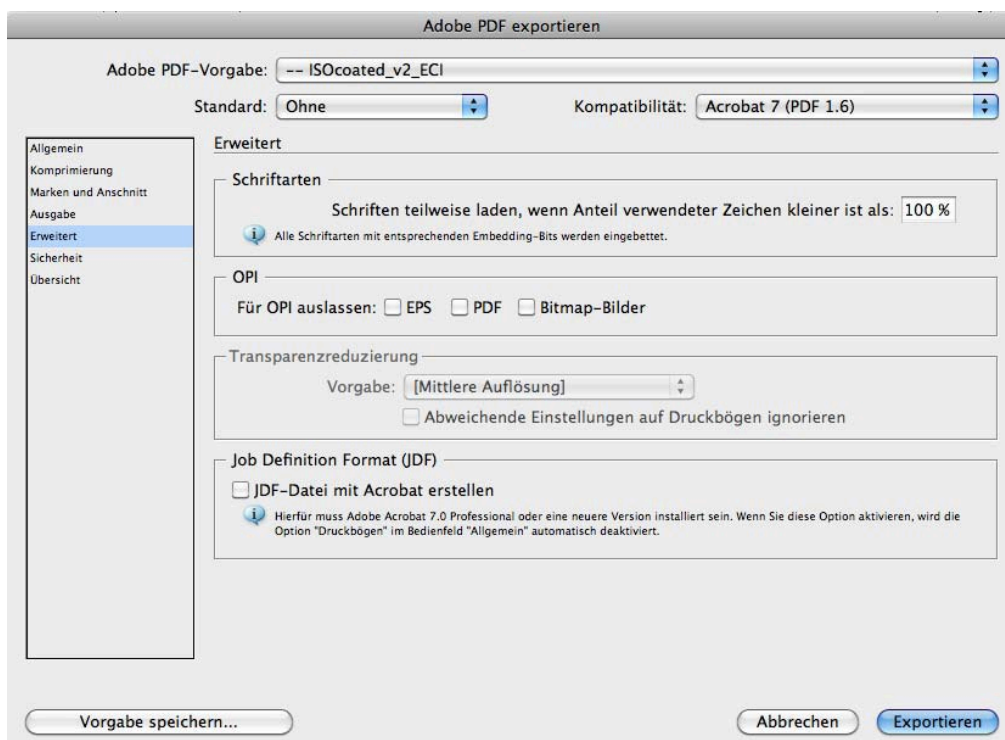 Adobe PDF exportieren
Adobe PDF-Vorgabe: -- ISOcoated_v2_ECI
Standard: Ohne Kompatibilität: Acrobat 7 (PDF 1.6)
Allgemein
Komprimierung
Marken und Anschnitt
Ausgabe
Erweitert
Sicherheit
Übersicht
Erweitert
Schriftarten
Schriften teilweise laden, wenn Anteil verwendeter Zeichen kleiner ist als: 100 %
Alle Schriftarten mit entsprechenden Embedding-Bits werden eingebettet.
OPI
Für OPI auslassen: EPS PDF Bitmap-Bilder
Transparenzreduzierung
Vorgabe: [Mittlere Auflösung]
Abweichende Einstellungen auf Druckbögen ignorieren
Job Definition Format (JDF)
JDF-Datei mit Acrobat erstellen
Hierfür muss Adobe Acrobat 7.0 Professional oder eine neuere Version installiert sein. Wenn Sie diese Option aktivieren, wird die
Option "Druckbögen" im Bedienfeld "Allgemein" automatisch deaktiviert.
Vorgabe speichern... Abbrechen Exportieren